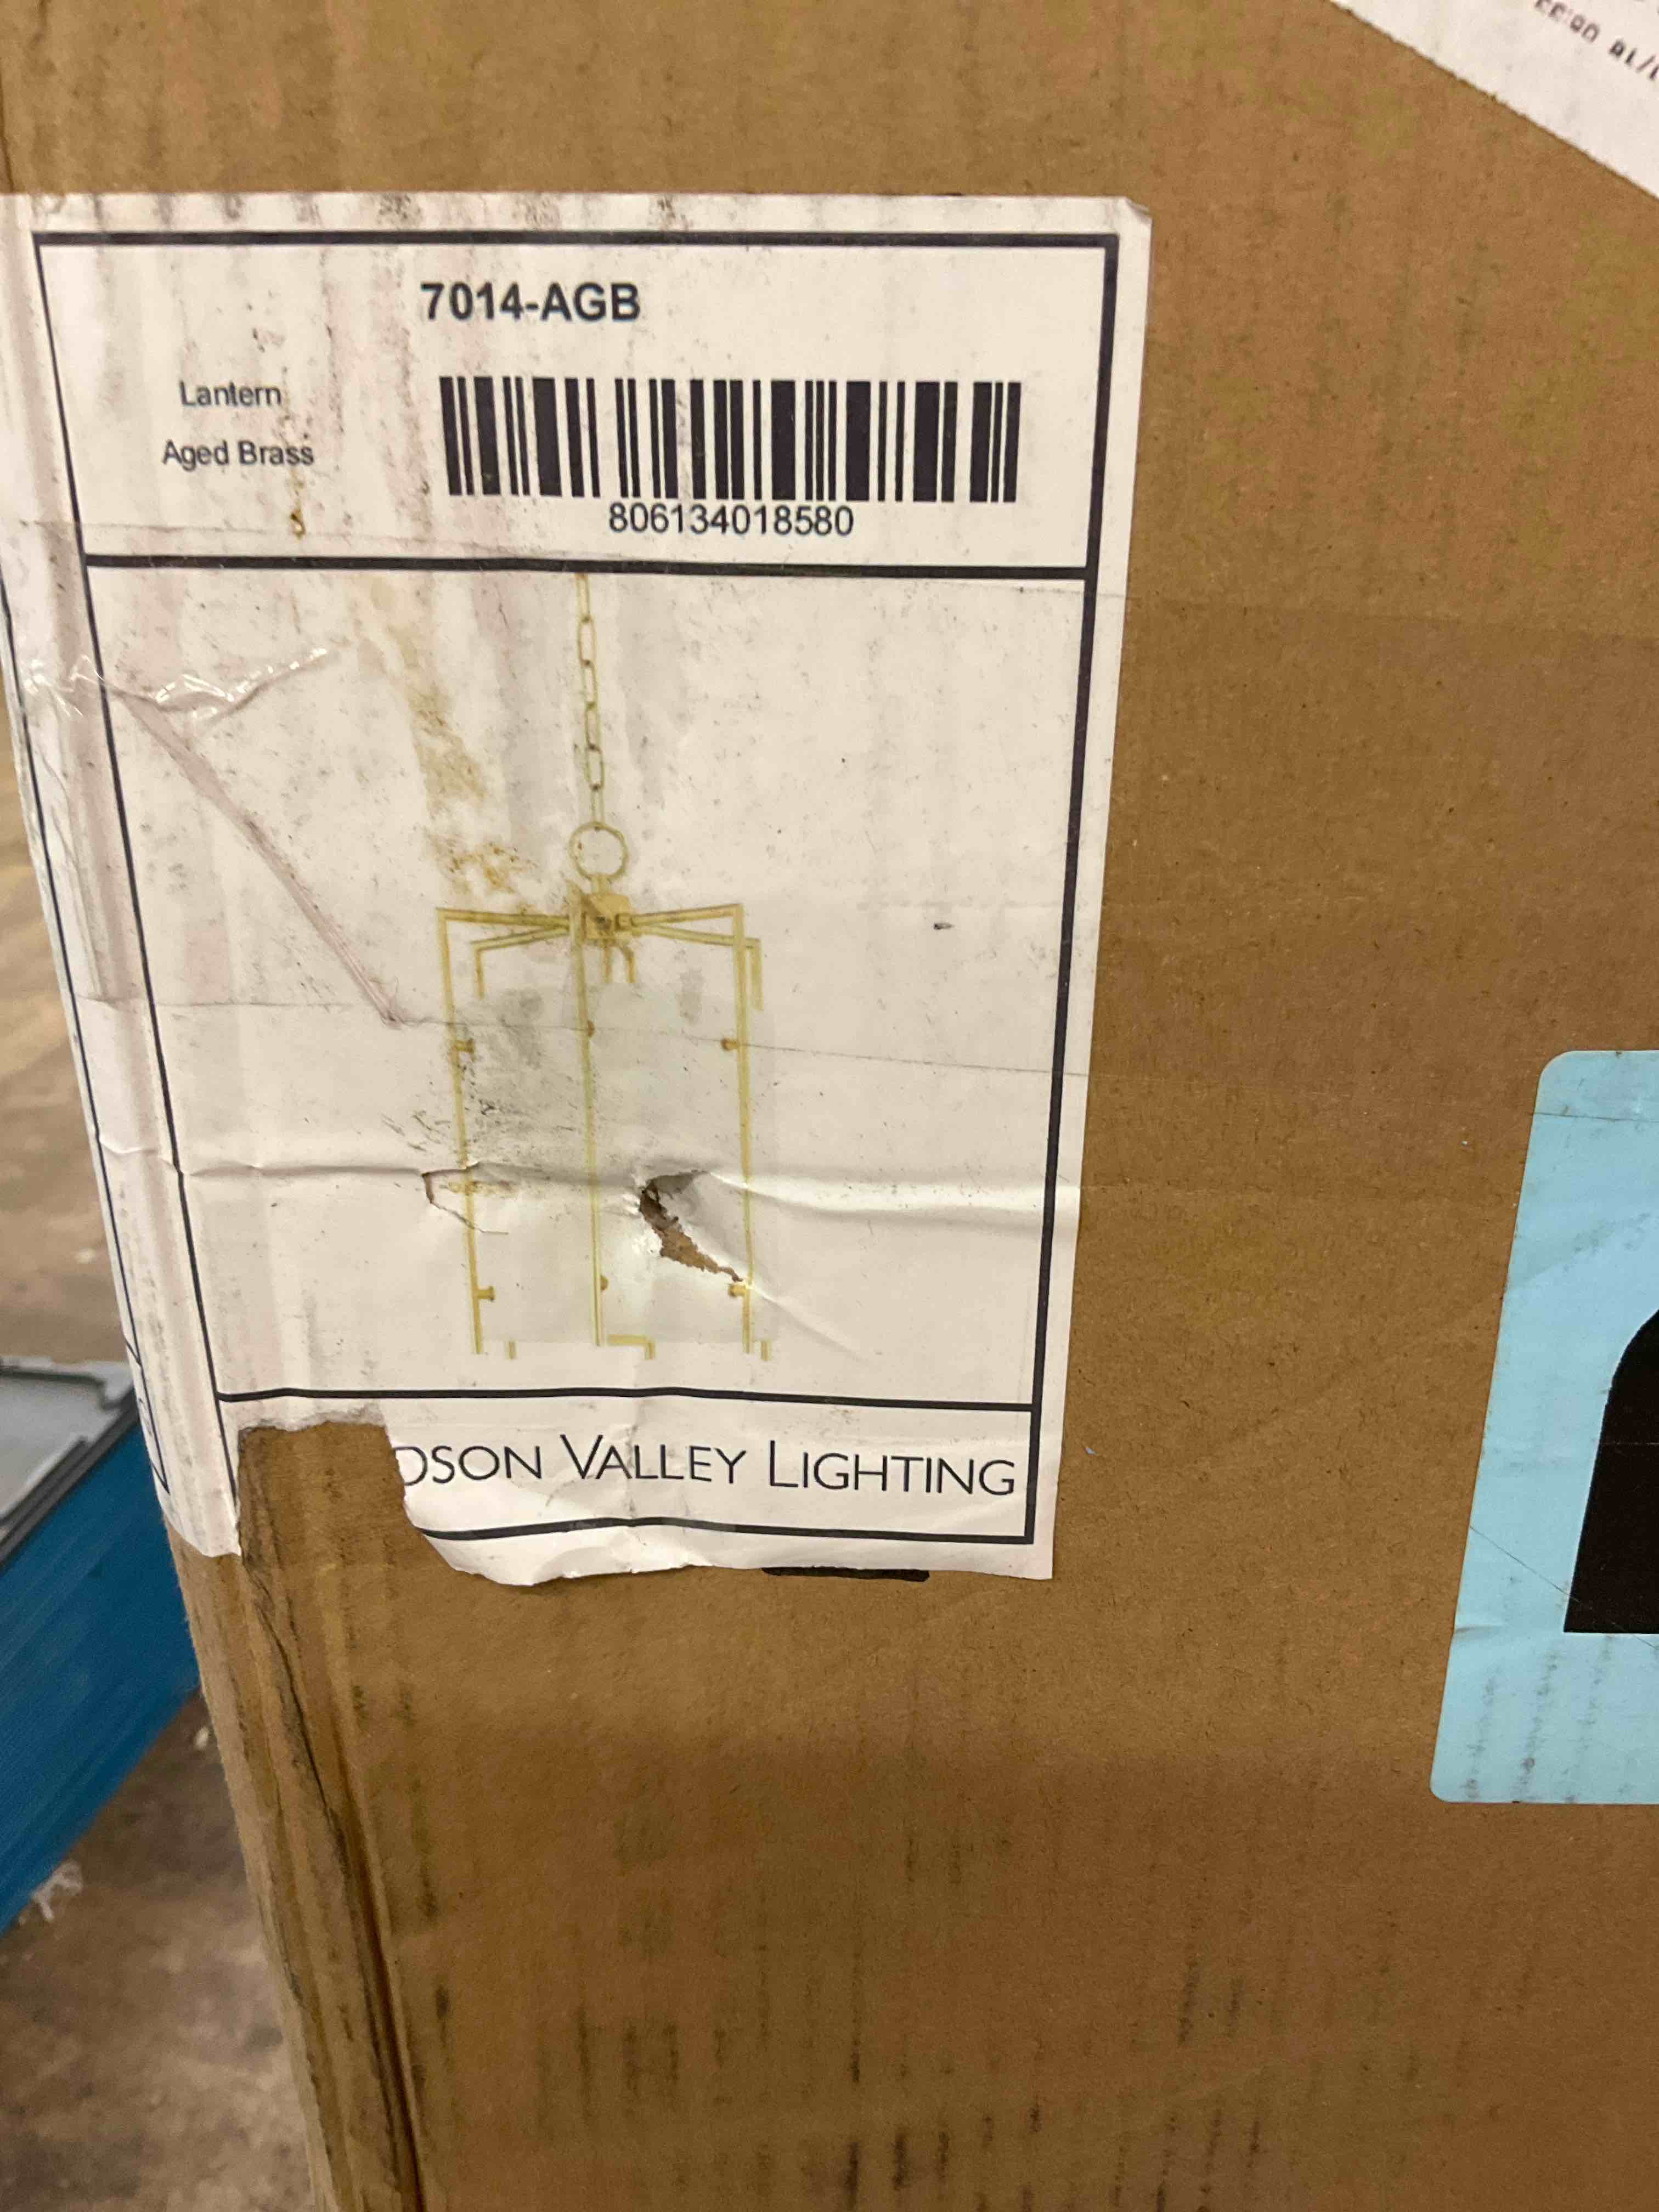 7014-AGB
Lantern
Aged Brass
806134018580
DSON VALLEY LIGHTING